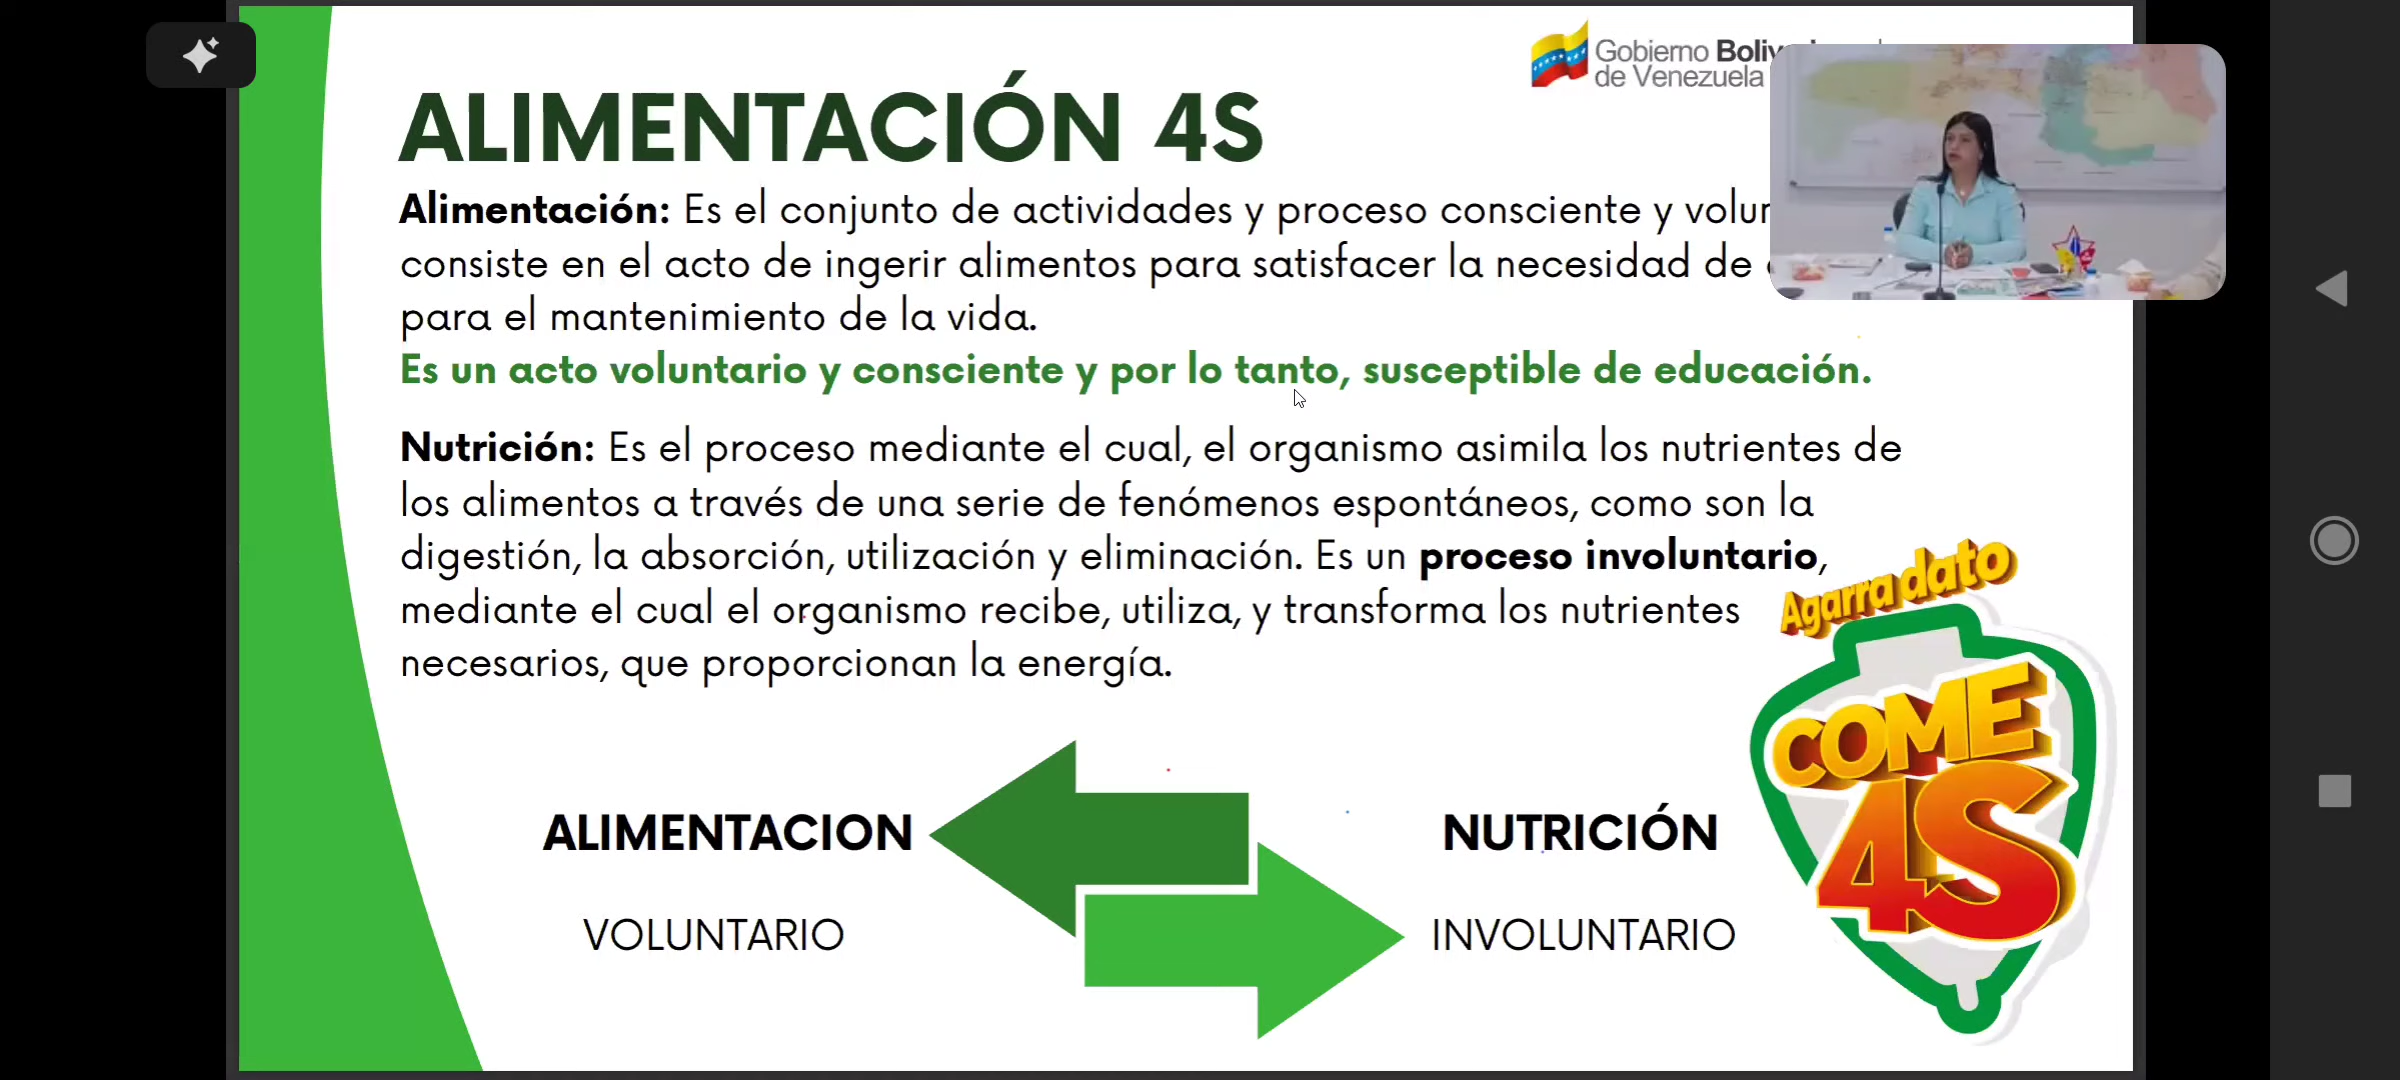 Gobierno
de Venezuela
ALIMENTACIÓN 4S
Alimentación: Es el conjunto de actividades y proceso consciente y
consiste en el acto de ingerir alimentos para satisfacer la necesidad de
para el mantenimiento de la vida.
Es un acto voluntario y consciente y por lo tanto, susceptible de educación.
Nutrición: Es el proceso mediante el cual, el organismo asimila los nutrientes de
los alimentos a través de una serie de fenómenos espontáneos, como son la
digestión, la absorción, utilización y eliminación. Es un proceso involuntario,
mediante el cual el organismo recibe, utiliza, y transforma los nutrientes
necesarios, que proporcionan la energía.
Agarra dato
COME
4S
ALIMENTACION
NUTRICIÓN
VOLUNTARIO
INVOLUNTARIO